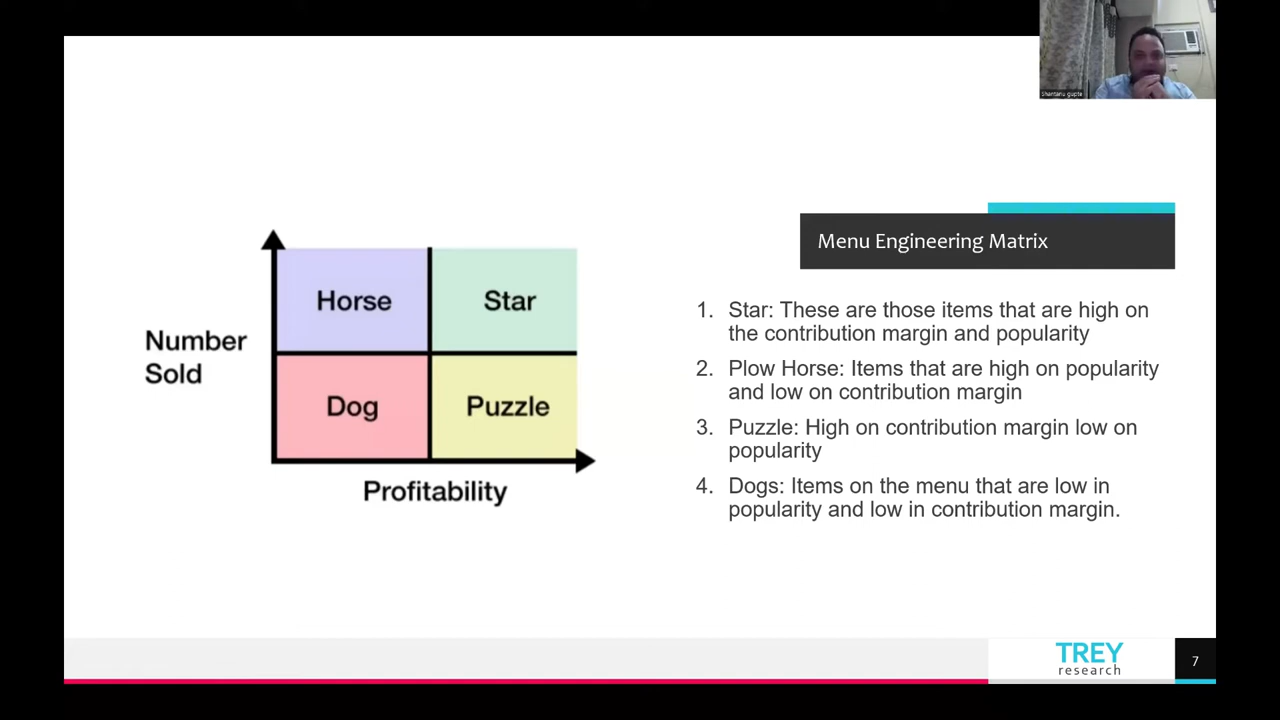 Shantanu gupta
Menu Engineering Matrix
Horse
Star
Number
Sold
Dog
Puzzle
Profitability
1. Star: These are those items that are high on
the contribution margin and popularity
2. Plow Horse: Items that are high on popularity
and low on contribution margin
3. Puzzle: High on contribution margin low on
popularity
4. Dogs: Items on the menu that are low in
popularity and low in contribution margin.
TREY
research
7